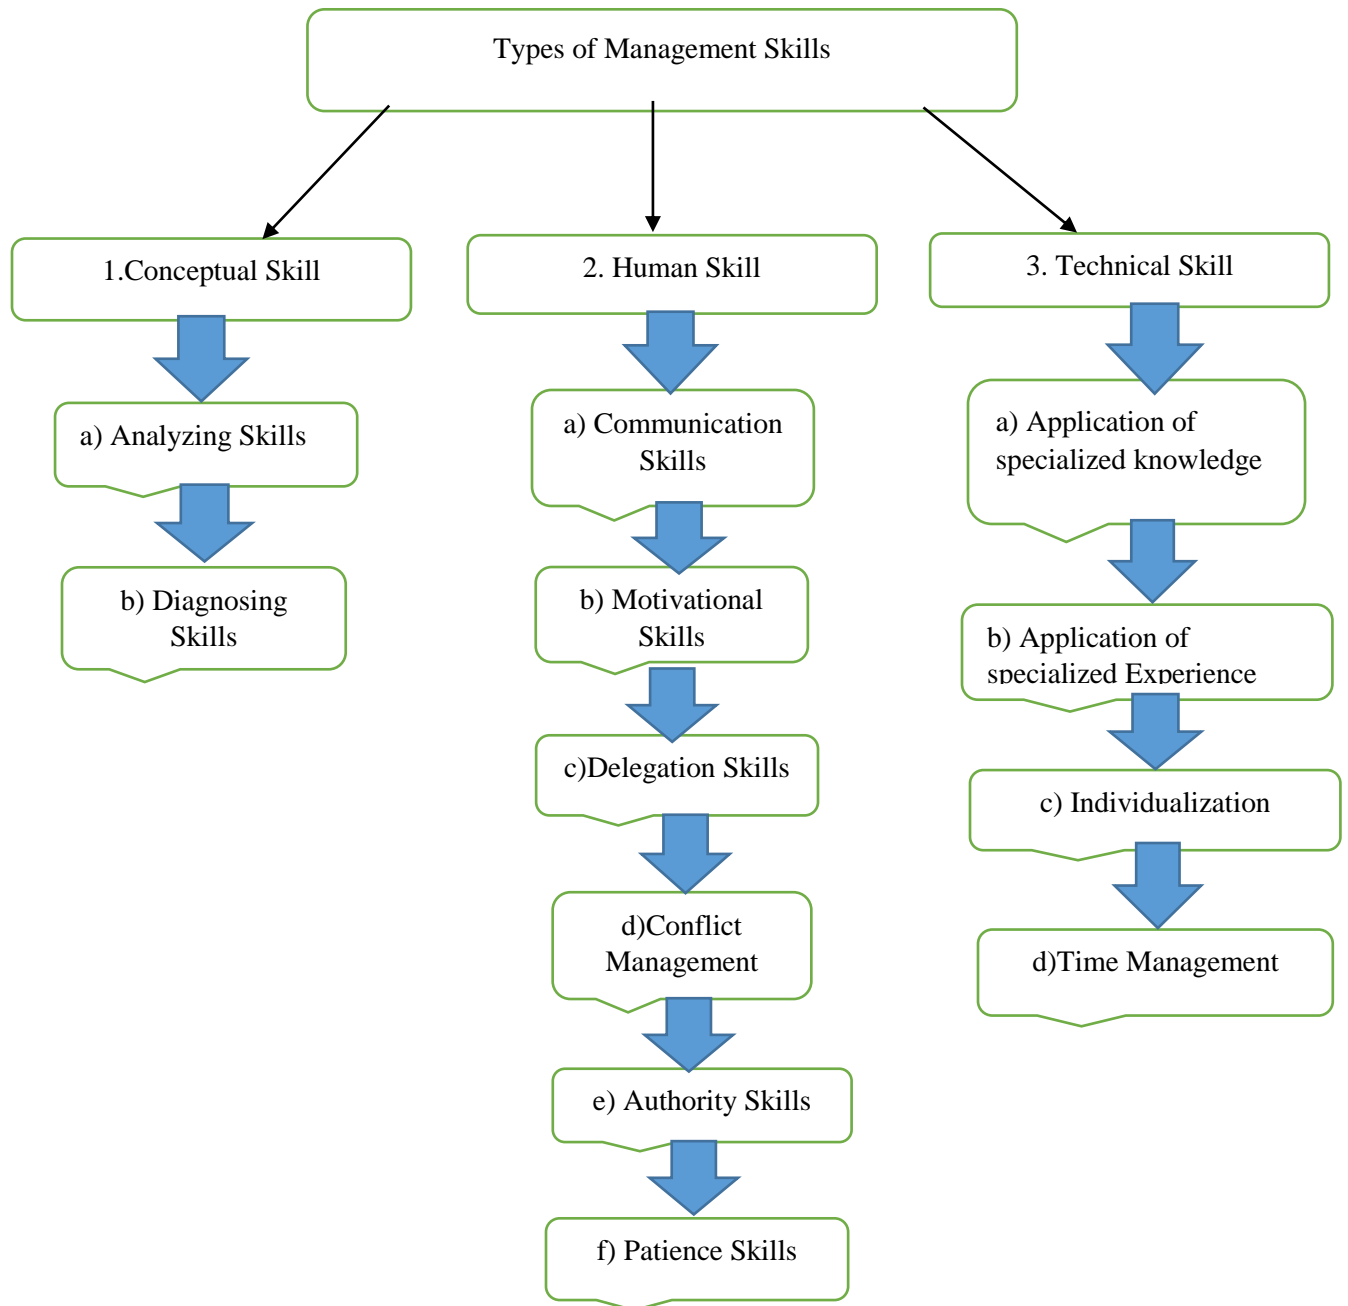 Types of Management Skills
1.Conceptual Skill
a) Analyzing Skills
b) Diagnosing
Skills
2. Human Skill
a) Communication
Skills
b) Motivational
Skills
c)Delegation Skills
d)Conflict
Management
e) Authority Skills
f) Patience Skills
3. Technical Skill
a) Application of
specialized knowledge
b) Application of
specialized Experience
c) Individualization
d)Time Management